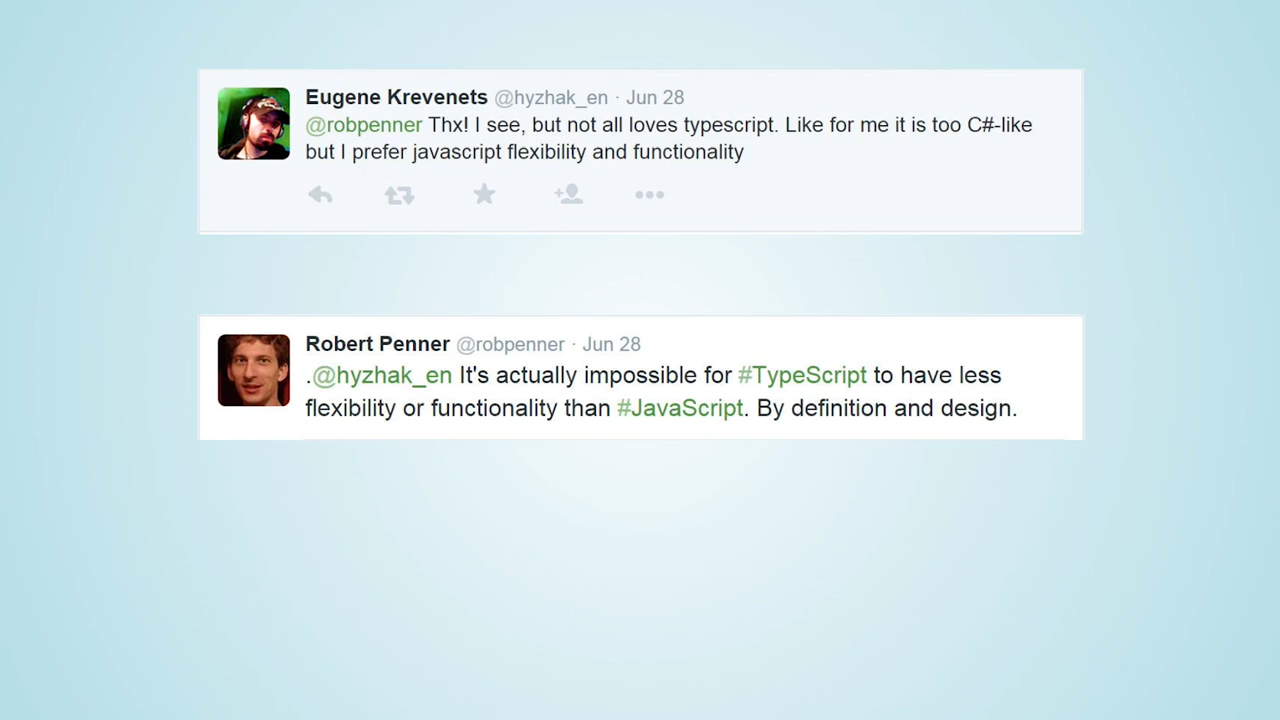 Eugene Krevenets @hyzhak_en · Jun 28
@robpenner Thx! I see, but not all loves typescript. Like for me it is too C#-like
but I prefer javascript flexibility and functionality
Robert Penner @robpenner · Jun 28
.@hyzhak_en It's actually impossible for #TypeScript to have less
flexibility or functionality than #JavaScript. By definition and design.